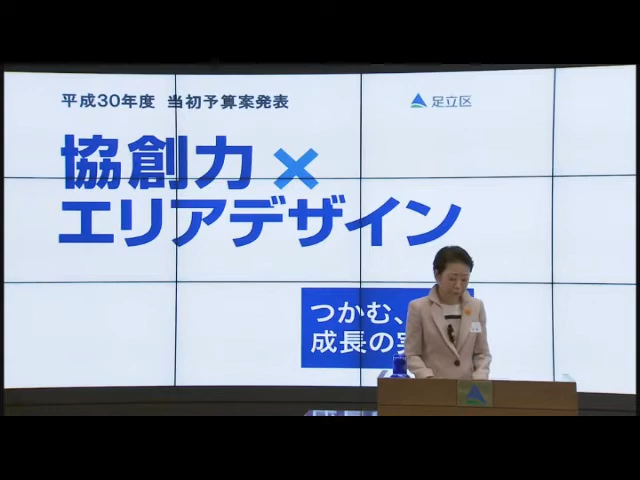 平成30年度 当初予算案発表
足立区
協創力×
エリアデザイン
つかむ、
成長の